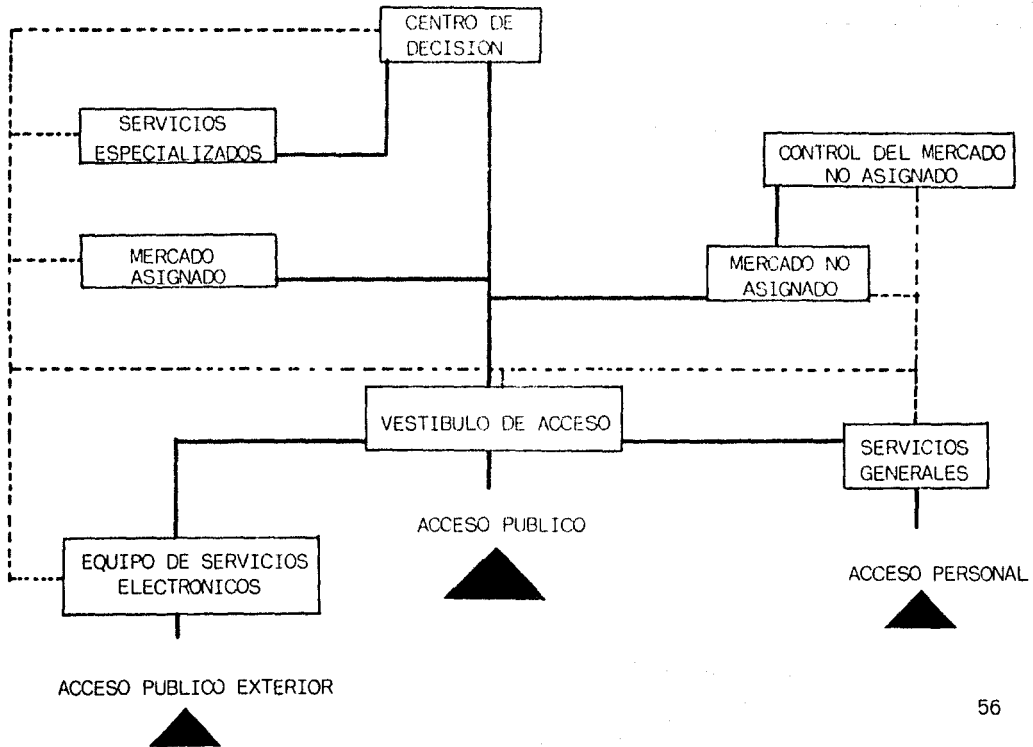 CENTRO DE
DECISION
SERVICIOS
ESPECIALIZADOS
CONTROL DEL MERCADO
NO ASIGNADO
MERCADO
ASIGNADO
MERCADO NO
ASIGNADO
VESTIBULO DE ACCESO
SERVICIOS
GENERALES
ACCESO PUBLICO
EQUIPO DE SERVICIOS
ELECTRONICOS
ACCESO PERSONAL
ACCESO PUBLICO EXTERIOR
56